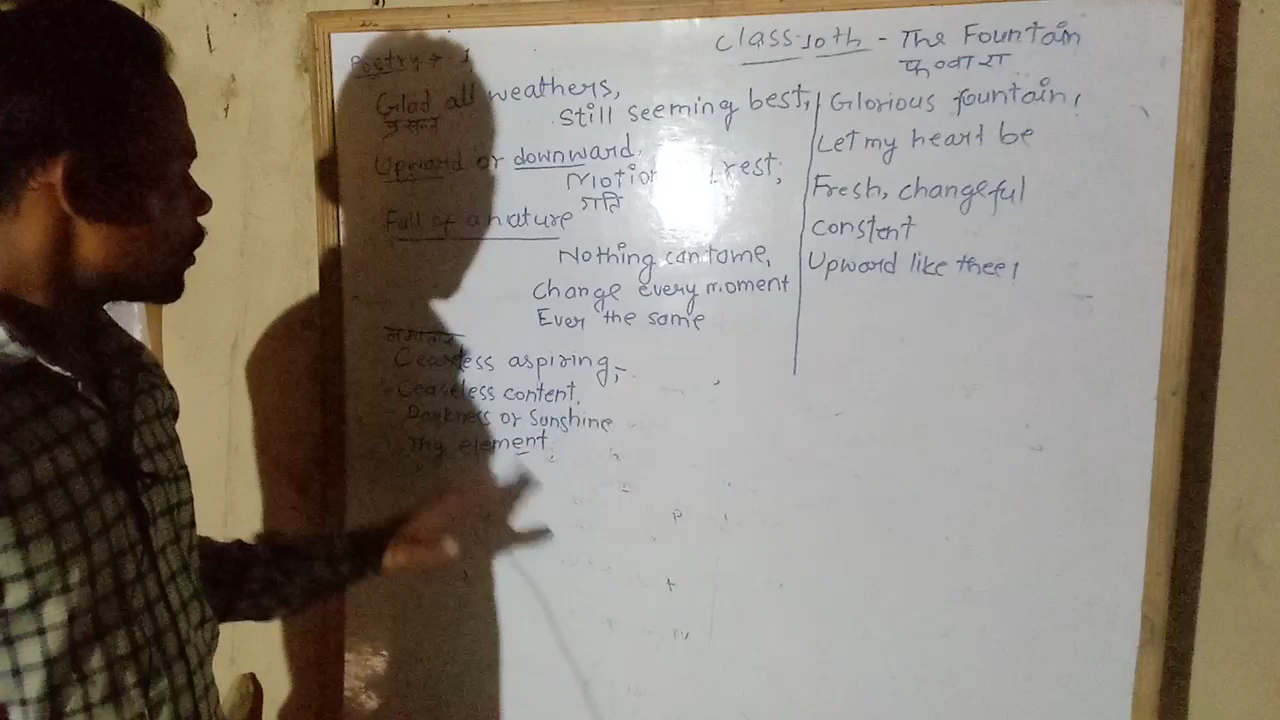 Class-10th - The Fountain
फव्वारा
Poetry → 1
Glad all weathers,
प्रसन्न
Still seeming best,
Upward or downward,
Motion rest;
गति
Full of a nature
Nothing can tame,
Change every moment
Ever the same
लगातार
Ceaseless aspiring,
Ceaseless content,
Darkness or Sunshine
Thy element,
Glorious fountain,
Let my heart be
Fresh, changeful
constent
Upward like thee,